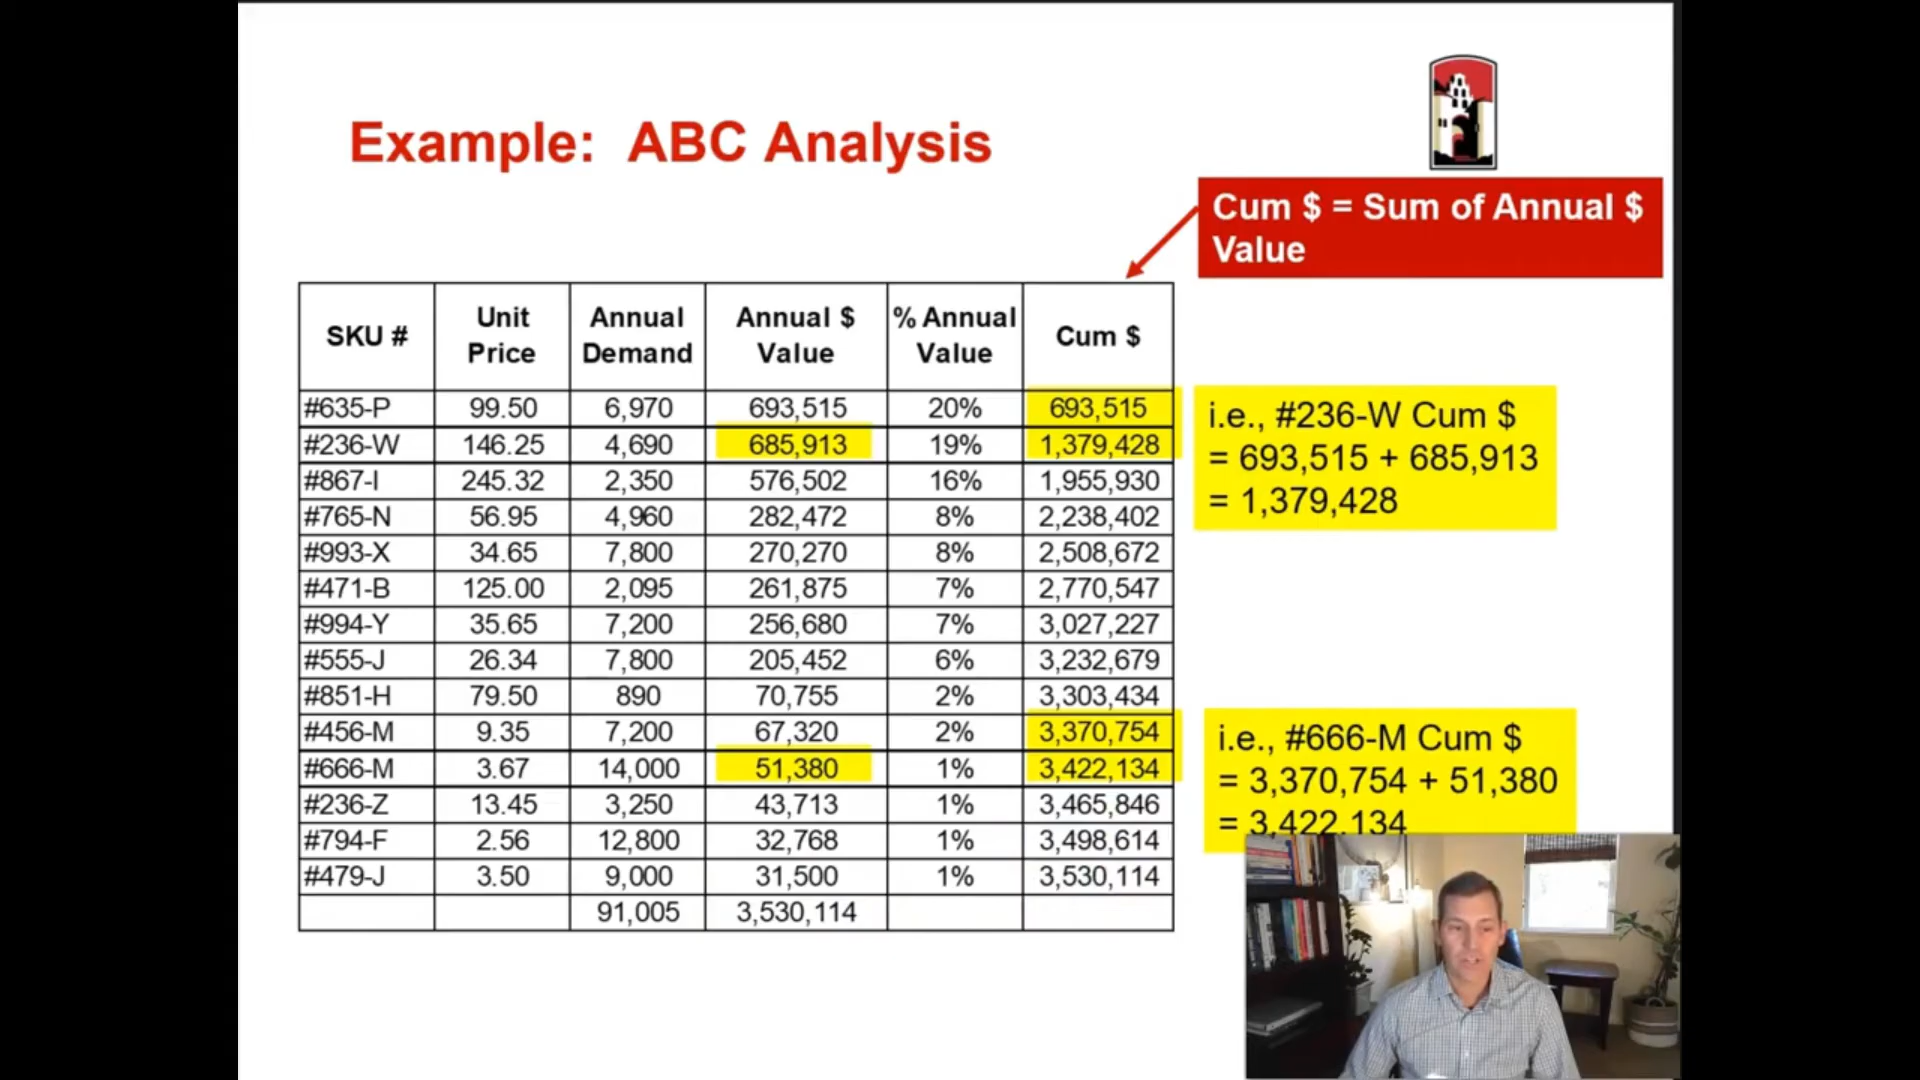 Example: ABC Analysis
Cum $ = Sum of Annual $
Value
SKU # Unit Price Annual Demand Annual $ Value % Annual Value Cum $
#635-P 99.50 6,970 693,515 20% 693,515
#236-W 146.25 4,690 685,913 19% 1,379,428
#867-I 245.32 2,350 576,502 16% 1,955,930
#765-N 56.95 4,960 282,472 8% 2,238,402
#993-X 34.65 7,800 270,270 8% 2,508,672
#471-B 125.00 2,095 261,875 7% 2,770,547
#994-Y 35.65 7,200 256,680 7% 3,027,227
#555-J 26.34 7,800 205,452 6% 3,232,679
#851-H 79.50 890 70,755 2% 3,303,434
#456-M 9.35 7,200 67,320 2% 3,370,754
#666-M 3.67 14,000 51,380 1% 3,422,134
#236-Z 13.45 3,250 43,713 1% 3,465,846
#794-F 2.56 12,800 32,768 1% 3,498,614
#479-J 3.50 9,000 31,500 1% 3,530,114
91,005 3,530,114
i.e., #236-W Cum $
= 693,515 + 685,913
= 1,379,428
i.e., #666-M Cum $
= 3,370,754 + 51,380
= 3,422,134